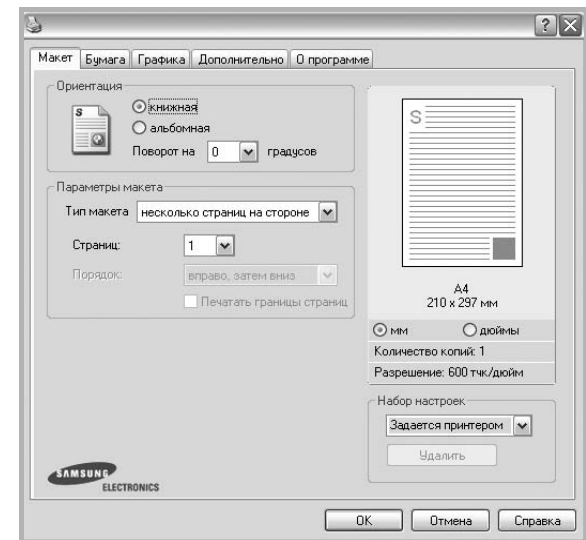 Макет Бумага Графика Дополнительно О программе
Ориентация
S
книжная
альбомная
Поворот на 0 градусов
Параметры макета
Тип макета несколько страниц на стороне
Страниц: 1
Порядок: вправо, затем вниз
Печатать границы страниц
S
A4
210 x 297 мм
мм дюймы
Количество копий: 1
Разрешение: 600 тчк/дюйм
Набор настроек
Задается принтером
Удалить
SAMSUNG
ELECTRONICS
OK Отмена Справка